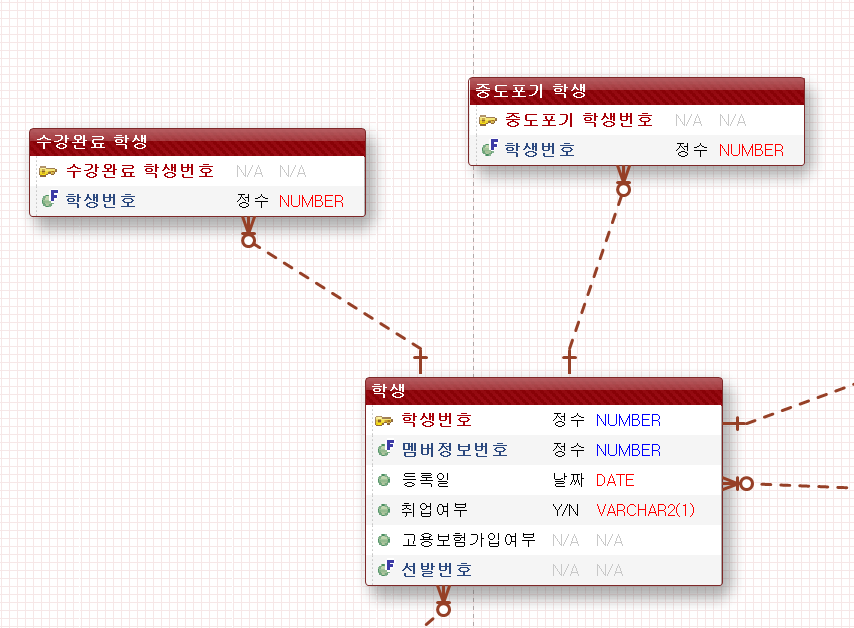 중도포기 학생
중도포기 학생번호 N/A N/A
학생번호 정수 NUMBER
수강완료 학생
수강완료 학생번호 N/A N/A
학생번호 정수 NUMBER
학생
학생번호 정수 NUMBER
멤버정보번호 정수 NUMBER
등록일 날짜 DATE
취업여부 Y/N VARCHAR2(1)
고용보험가입여부 N/A N/A
선발번호 N/A N/A